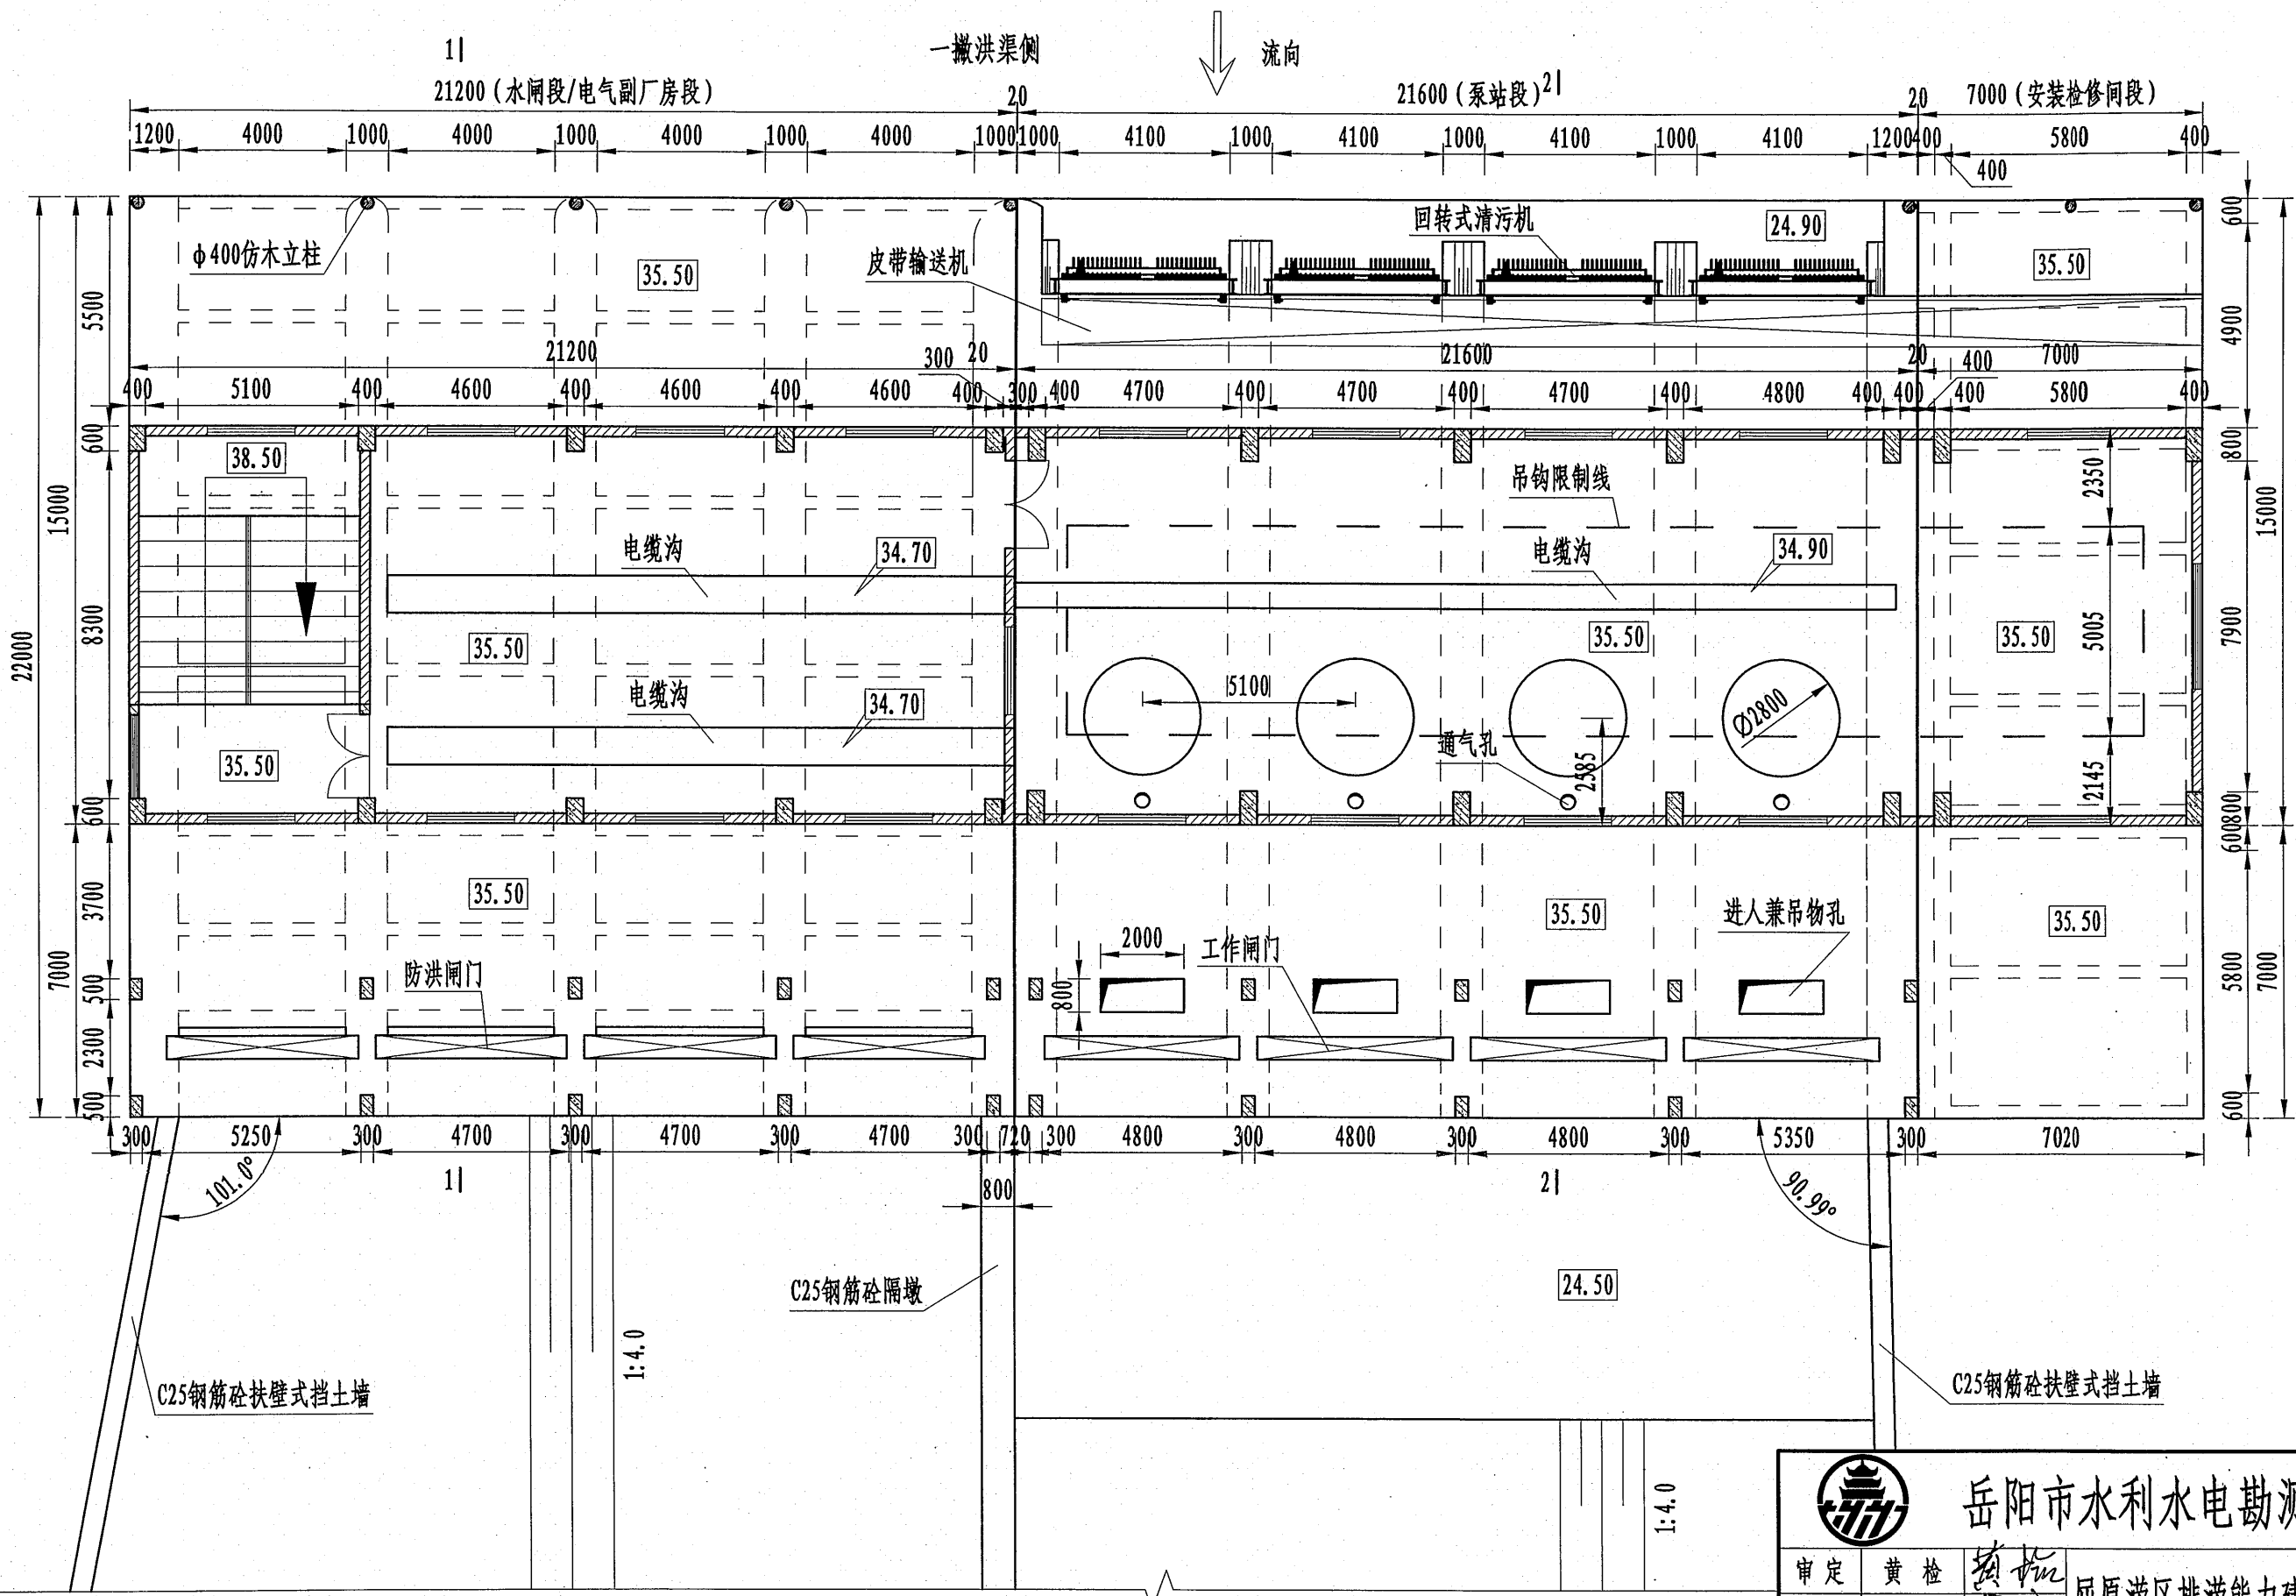 1
一撇洪渠侧
流向
21200（水闸段/电气副厂房段）
20
21600（泵站段）
2
20
7000（安装检修间段）
1200 4000 1000 4000 1000 4000 1000 4000 1000 1000 4100 1000 4100 1000 4100 1000 4100 1200 400 5800 400
400
φ400仿木立柱
35.50
皮带输送机
回转式清污机
24.90
35.50
600
5500
4900
21200
300
20
21600
20
400
7000
400 5100 400 4600 400 4600 400 4600 400 300 400 4700 400 4700 400 4700 400 4800 400 400 400 5800 400
600
38.50
800
2350
吊钩限制线
15000
15000
电缆沟
34.70
电缆沟
34.90
22000
8300
35.50
35.50
35.50
5005
7900
电缆沟
34.70
5100
Ø2800
通气孔
2585
35.50
2145
600
800
600
3700
35.50
35.50
进人兼吊物孔
35.50
2000
工作闸门
防洪闸门
7000
500
800
5800
7000
2300
500
600
300 5250 300 4700 300 4700 300 4700 300 720 300 4800 300 4800 300 4800 300 5350 300 7020
101.0°
1
800
2
90.99°
C25钢筋砼隔墩
24.50
1:4.0
C25钢筋砼扶壁式挡土墙
C25钢筋砼扶壁式挡土墙
1:4.0
岳阳市水利水电勘测
审定 黄检
屈原灌区排灌能力建